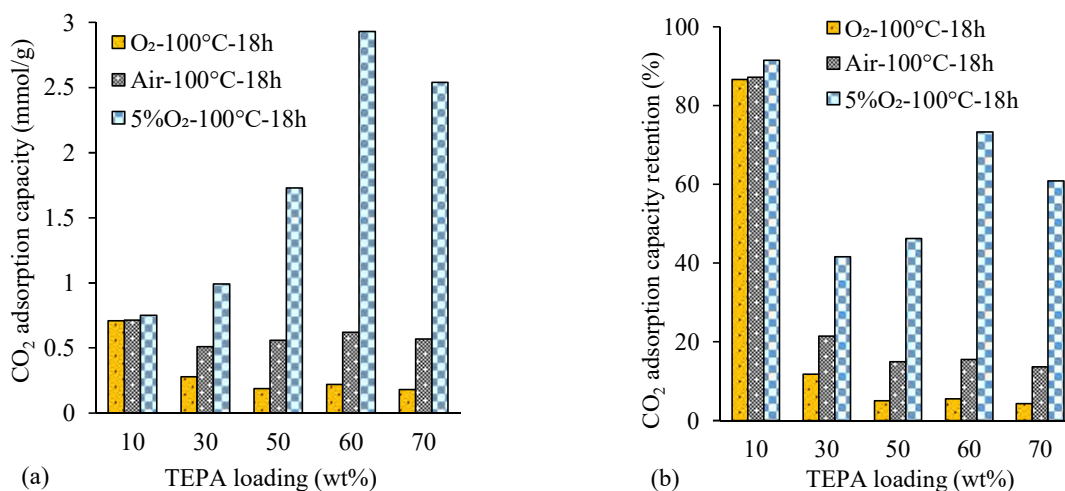 CO₂ adsorption capacity (mmol/g)
3
2.5
2
1.5
1
0.5
0
O₂-100°C-18h
Air-100°C-18h
5%O₂-100°C-18h
10 30 50 60 70
TEPA loading (wt%)
(a)
CO₂ adsorption capacity retention (%)
100
80
60
40
20
0
O₂-100°C-18h
Air-100°C-18h
5%O₂-100°C-18h
10 30 50 60 70
TEPA loading (wt%)
(b)